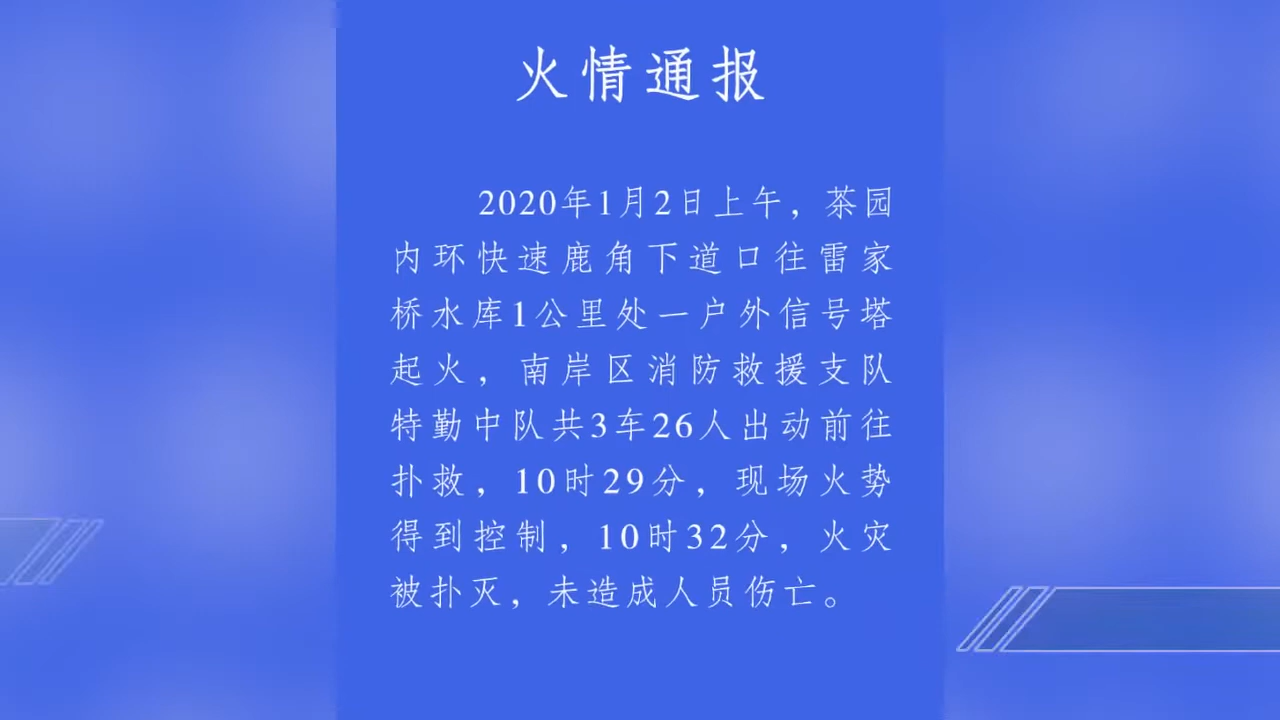 火情通报
2020年1月2日上午，茶园
内环快速鹿角下道口往雷家
桥水库1公里处一户外信号塔
起火，南岸区消防救援支队
特勤中队共3车26人出动前往
扑救，10时29分，现场火势
得到控制，10时32分，火灾
被扑灭，未造成人员伤亡。